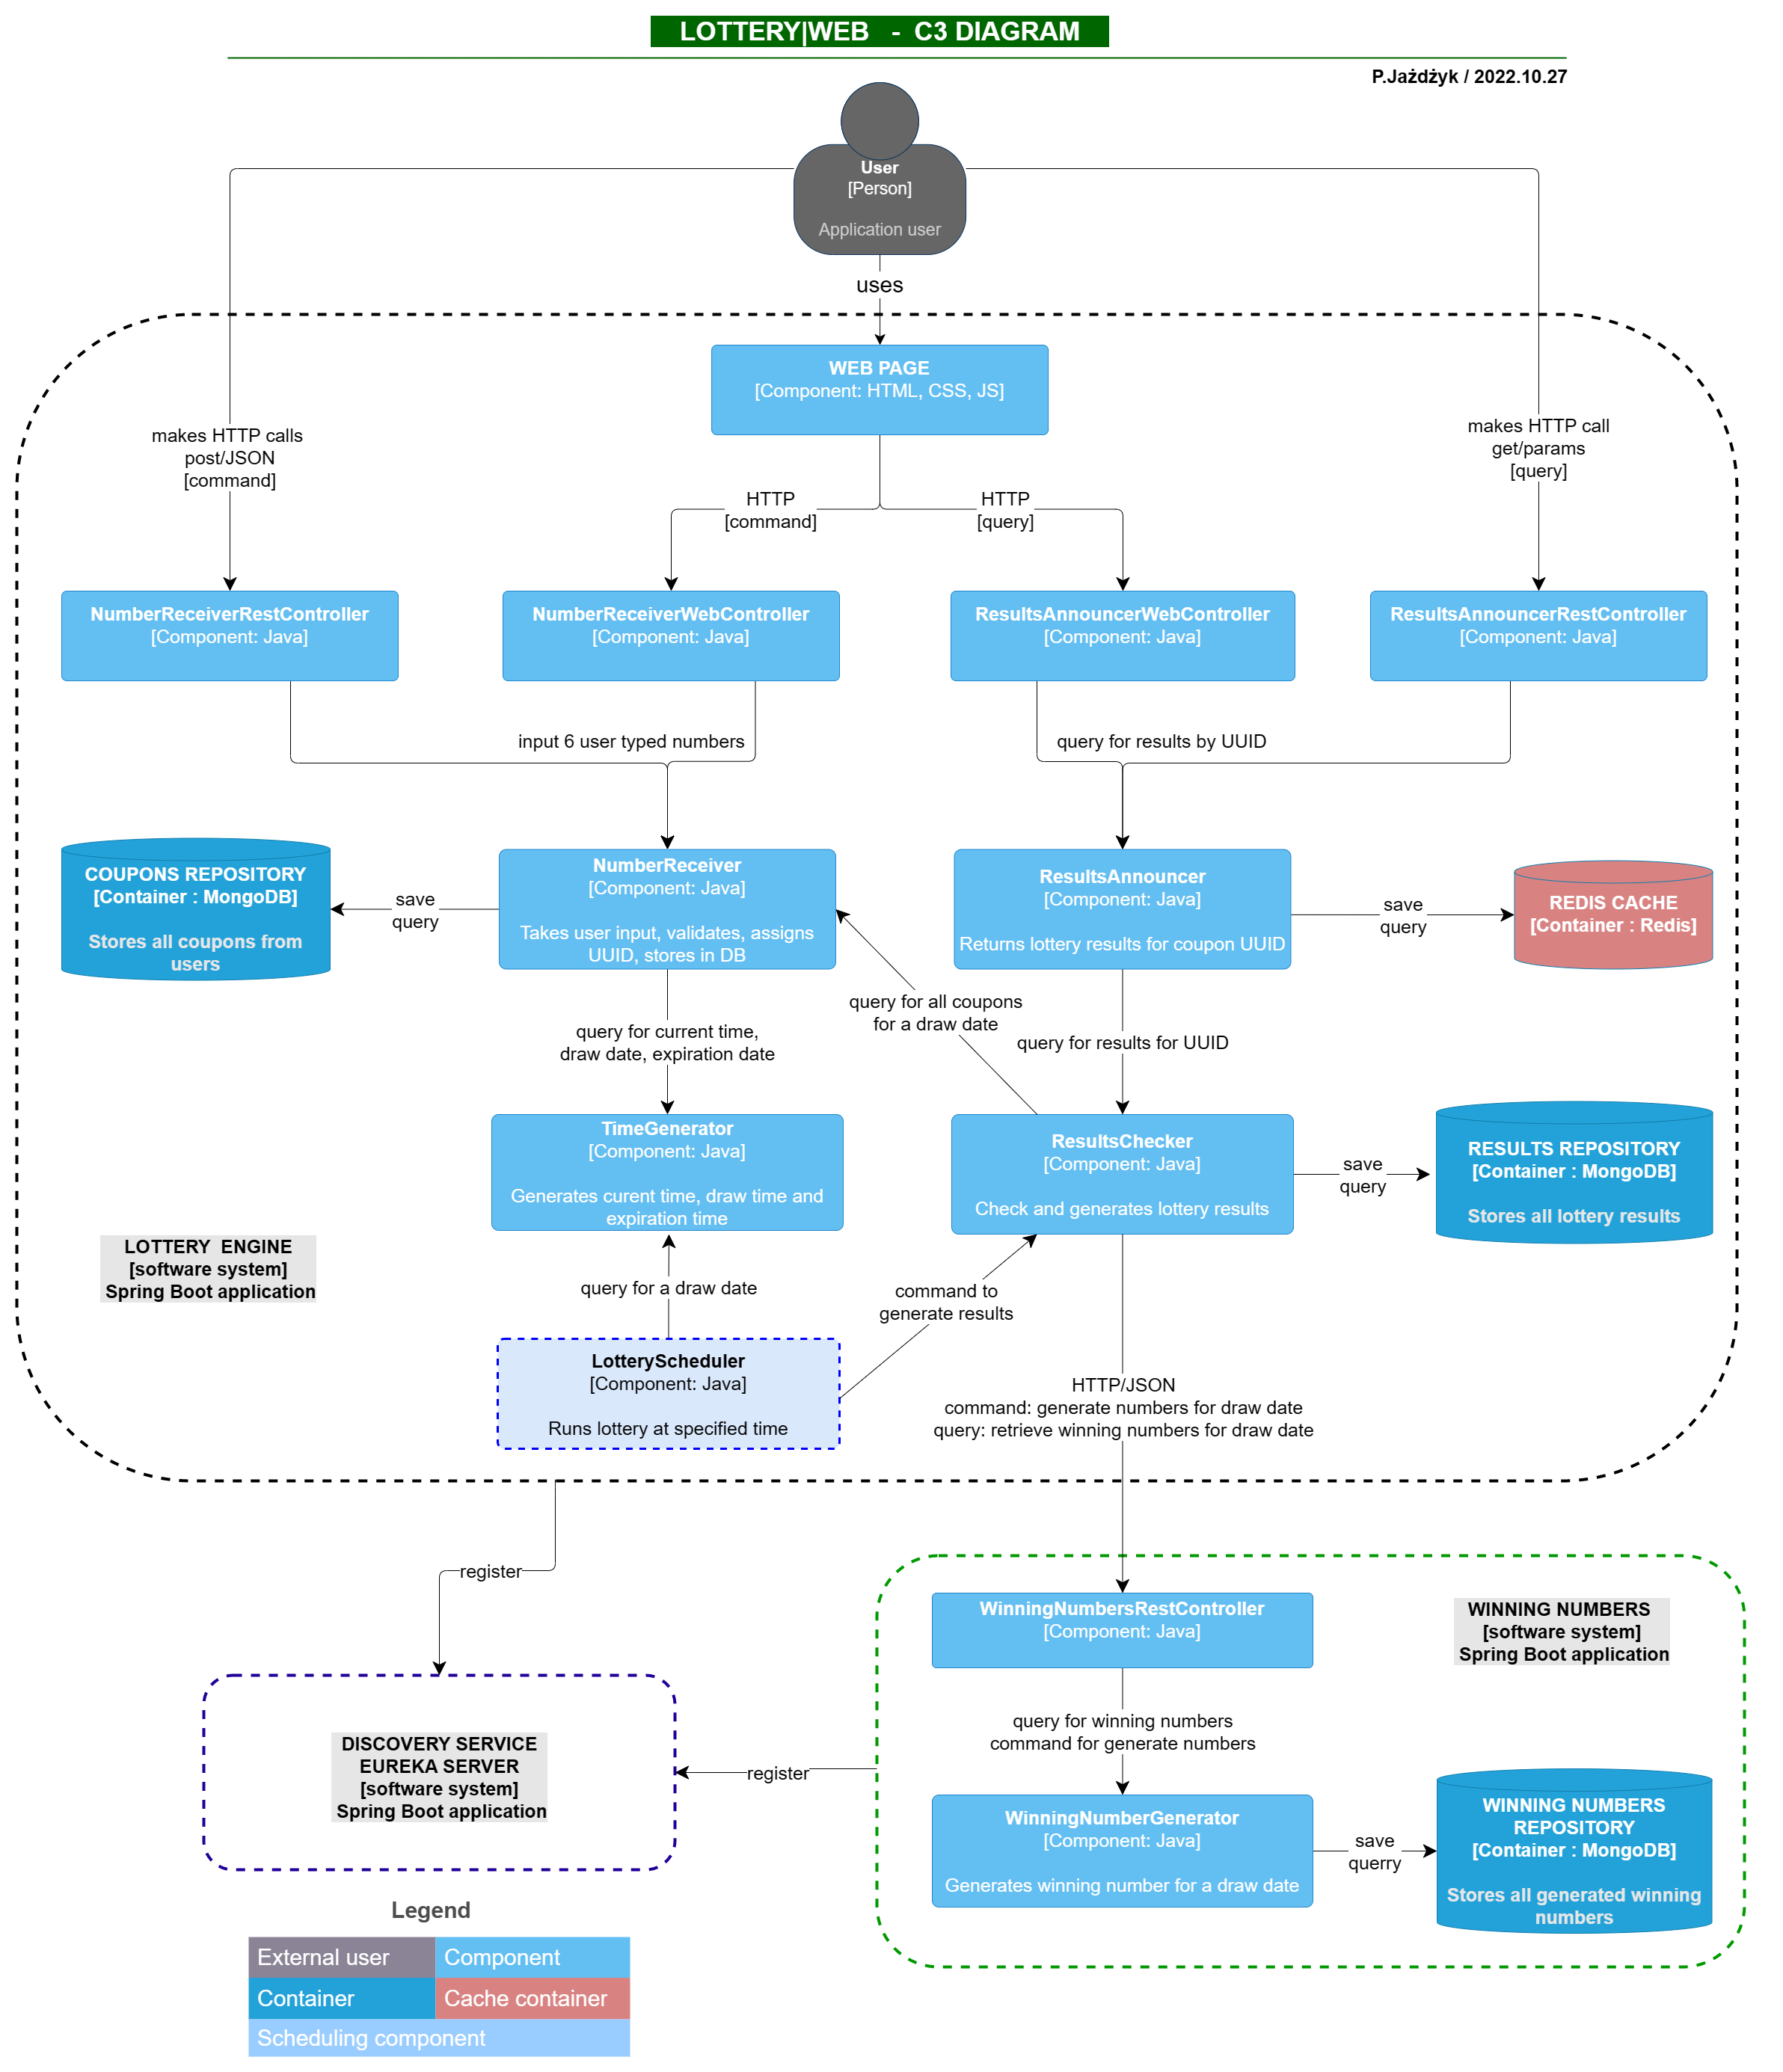 LOTTERY|WEB - C3 DIAGRAM
P.Jażdżyk / 2022.10.27
User
[Person]
Application user
uses
WEB PAGE
[Component: HTML, CSS, JS]
makes HTTP calls
post/JSON
[command]
makes HTTP call
get/params
[query]
HTTP
[command]
HTTP
[query]
NumberReceiverRestController
[Component: Java]
NumberReceiverWebController
[Component: Java]
ResultsAnnouncerWebController
[Component: Java]
ResultsAnnouncerRestController
[Component: Java]
input 6 user typed numbers
query for results by UUID
COUPONS REPOSITORY
[Container : MongoDB]
Stores all coupons from
users
save
query
NumberReceiver
[Component: Java]
Takes user input, validates, assigns
UUID, stores in DB
ResultsAnnouncer
[Component: Java]
Returns lottery results for coupon UUID
save
query
REDIS CACHE
[Container : Redis]
query for all coupons
for a draw date
query for current time,
draw date, expiration date
query for results for UUID
TimeGenerator
[Component: Java]
Generates curent time, draw time and
expiration time
ResultsChecker
[Component: Java]
Check and generates lottery results
save
query
RESULTS REPOSITORY
[Container : MongoDB]
Stores all lottery results
LOTTERY ENGINE
[software system]
Spring Boot application
query for a draw date
command to
generate results
LotteryScheduler
[Component: Java]
Runs lottery at specified time
HTTP/JSON
command: generate numbers for draw date
query: retrieve winning numbers for draw date
register
WinningNumbersRestController
[Component: Java]
WINNING NUMBERS
[software system]
Spring Boot application
query for winning numbers
command for generate numbers
DISCOVERY SERVICE
EUREKA SERVER
[software system]
Spring Boot application
register
WinningNumberGenerator
[Component: Java]
Generates winning number for a draw date
save
querry
WINNING NUMBERS
REPOSITORY
[Container : MongoDB]
Stores all generated winning
numbers
Legend
External user
Component
Container
Cache container
Scheduling component